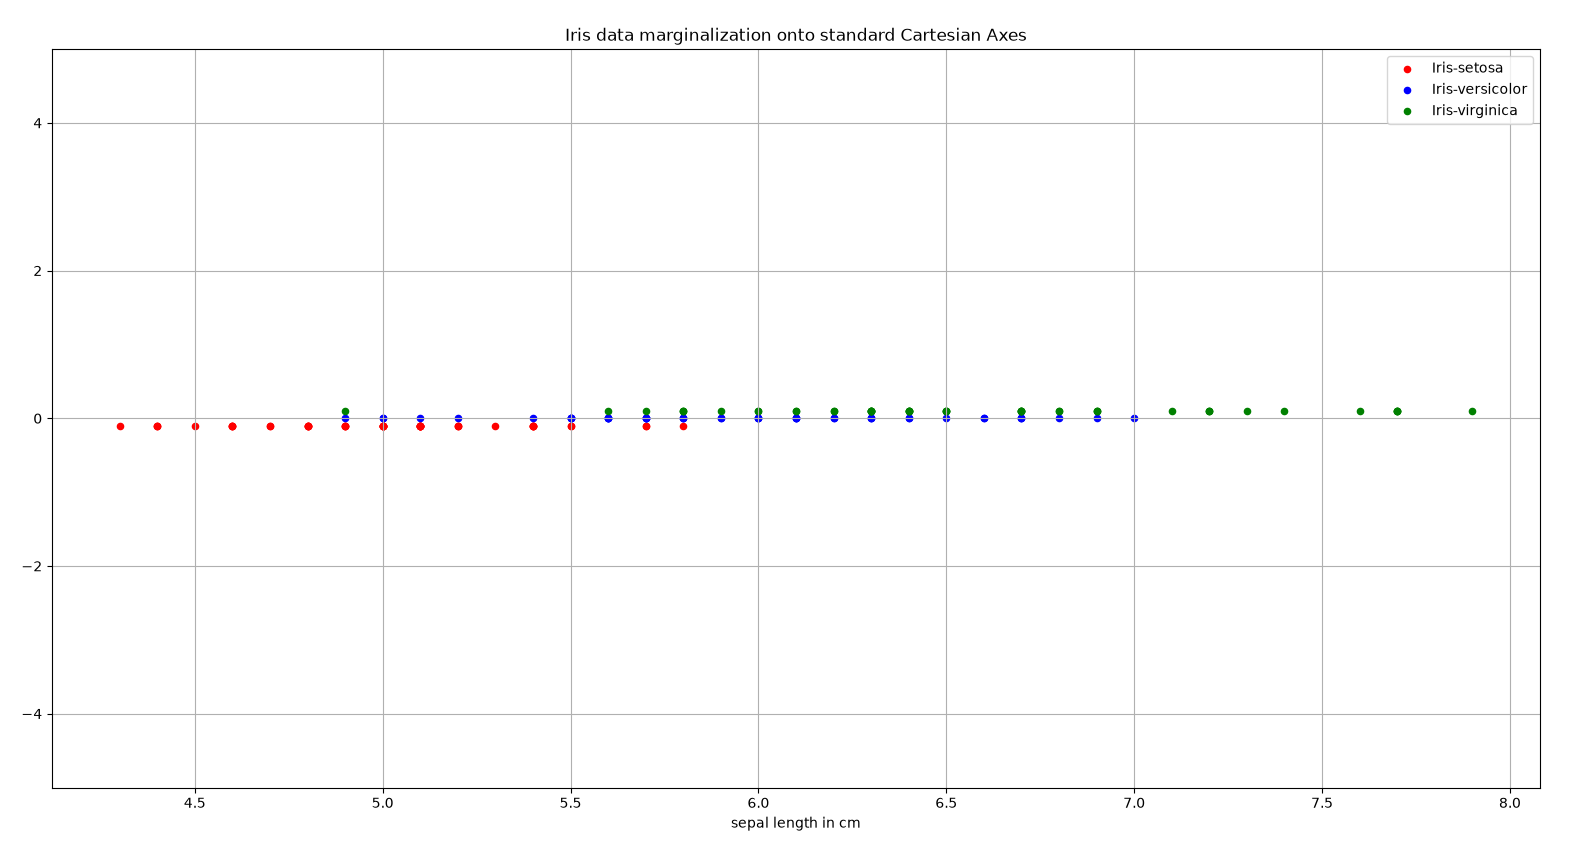 Iris data marginalization onto standard Cartesian Axes
Iris-setosa
Iris-versicolor
Iris-virginica
4
2
0
−2
−4
4.5 5.0 5.5 6.0 6.5 7.0 7.5 8.0
sepal length in cm